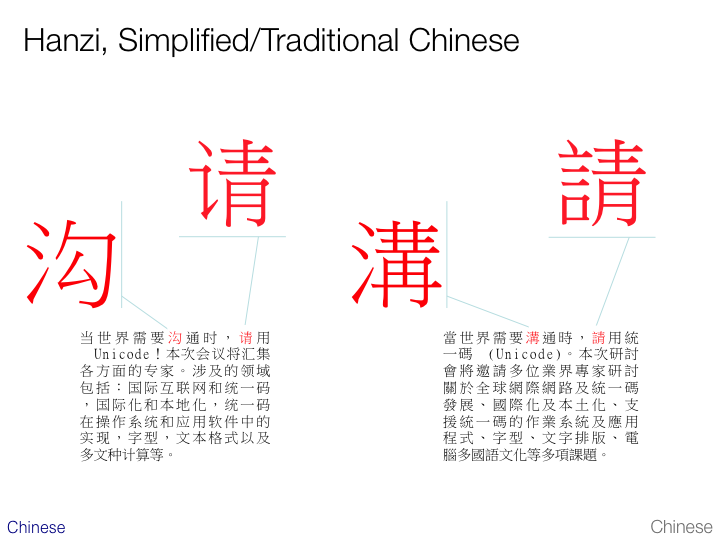 Hanzi, Simplified/Traditional Chinese
请
沟
当世界需要沟通时，请用
Unicode！本次会议将汇集
各方面的专家。涉及的领域
包括：国际互联网和统一码
，国际化和本地化，统一码
在操作系统和应用软件中的
实现，字型，文本格式以及
多文种计算等。
請
溝
當世界需要溝通時，請用統
一碼 (Unicode)。本次研討
會將邀請多位業界專家研討
關於全球網際網路及統一碼
發展、國際化及本土化、支
援統一碼的作業系統及應用
程式、字型、文字排版、電
腦多國語文化等多項課題。
Chinese
Chinese